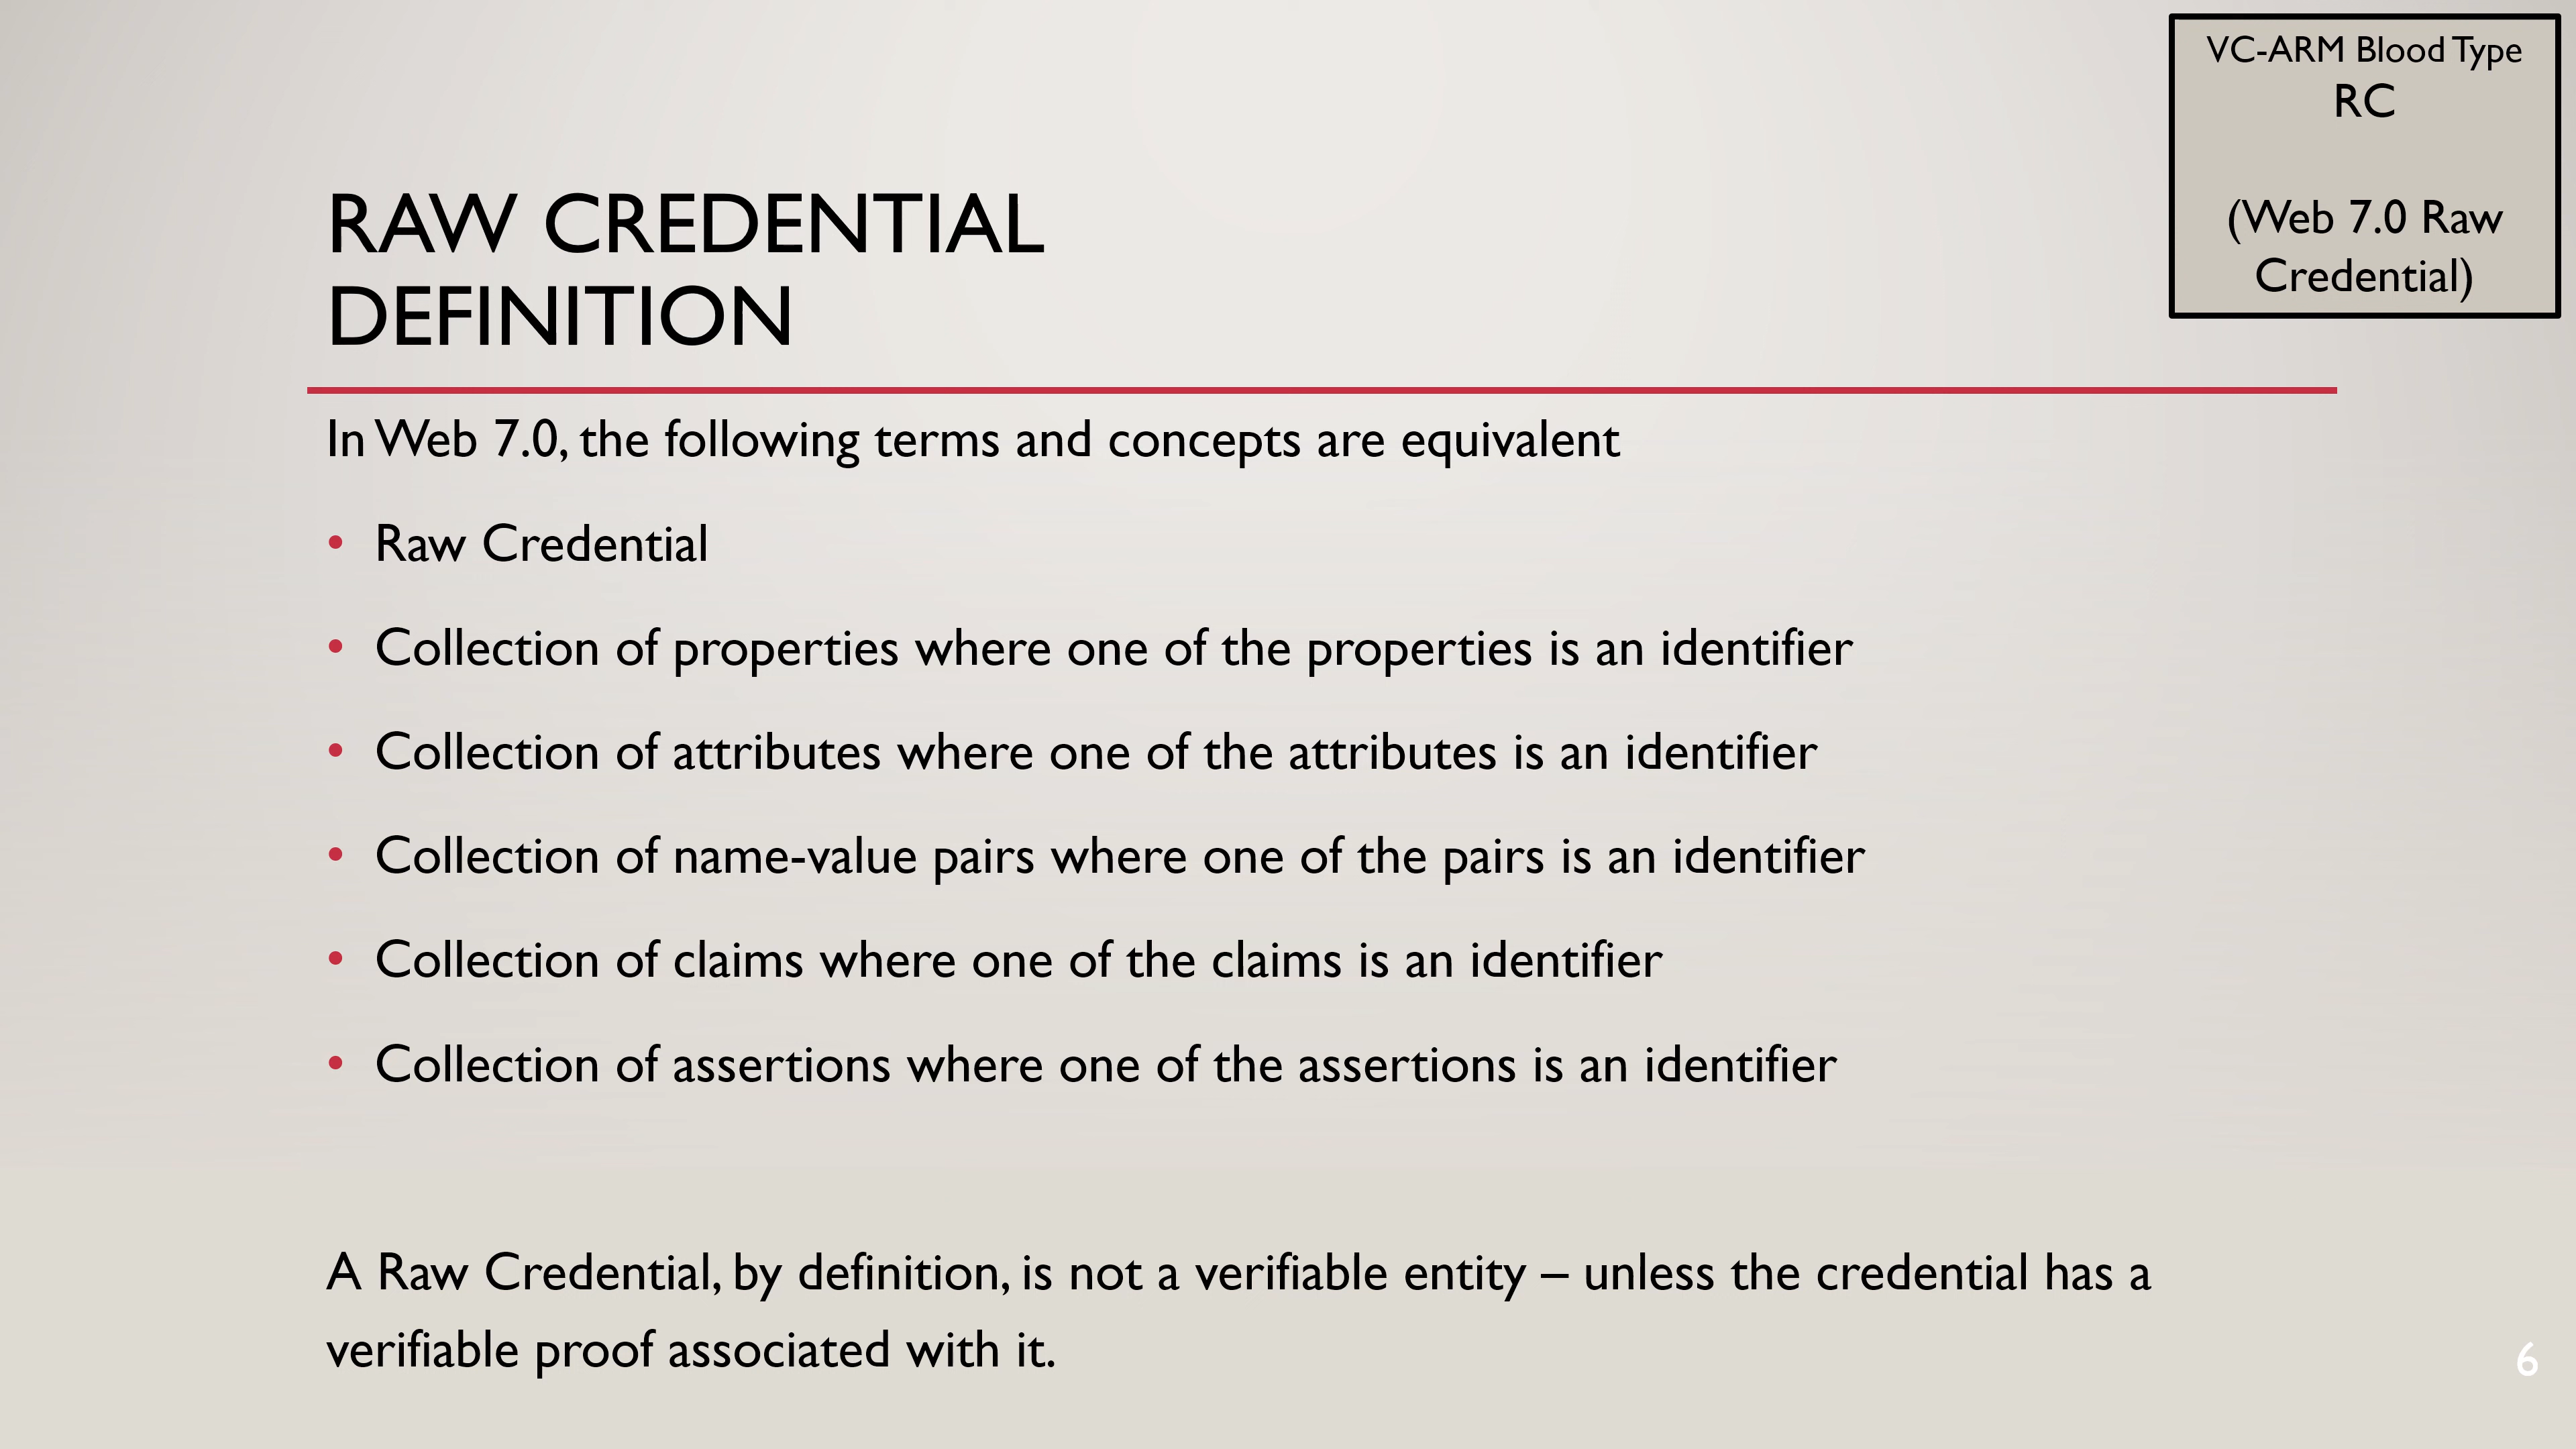 VC-ARM Blood Type
RC
(Web 7.0 Raw
Credential)
RAW CREDENTIAL
DEFINITION
In Web 7.0, the following terms and concepts are equivalent
• Raw Credential
• Collection of properties where one of the properties is an identifier
• Collection of attributes where one of the attributes is an identifier
• Collection of name-value pairs where one of the pairs is an identifier
• Collection of claims where one of the claims is an identifier
• Collection of assertions where one of the assertions is an identifier
A Raw Credential, by definition, is not a verifiable entity – unless the credential has a
verifiable proof associated with it.
6